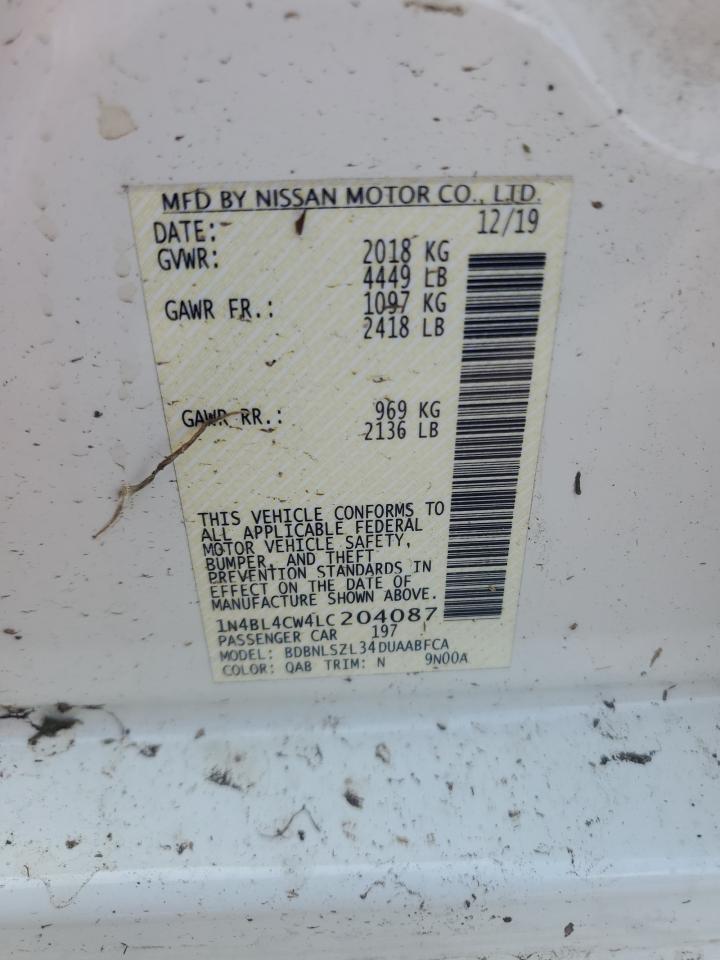 MFD BY NISSAN MOTOR CO., LTD.
DATE: 12/19
GVWR: 2018 KG
4449 LB
GAWR FR.: 1097 KG
2418 LB
GAWR RR.: 969 KG
2136 LB
THIS VEHICLE CONFORMS TO
ALL APPLICABLE FEDERAL
MOTOR VEHICLE SAFETY,
BUMPER, AND THEFT
PREVENTION STANDARDS IN
EFFECT ON THE DATE OF
MANUFACTURE SHOWN ABOVE.
1N4BL4CW4LC204087
PASSENGER CAR 197
MODEL: BDBNLSZL34DUAABFCA
COLOR: QAB TRIM: N 9N00A